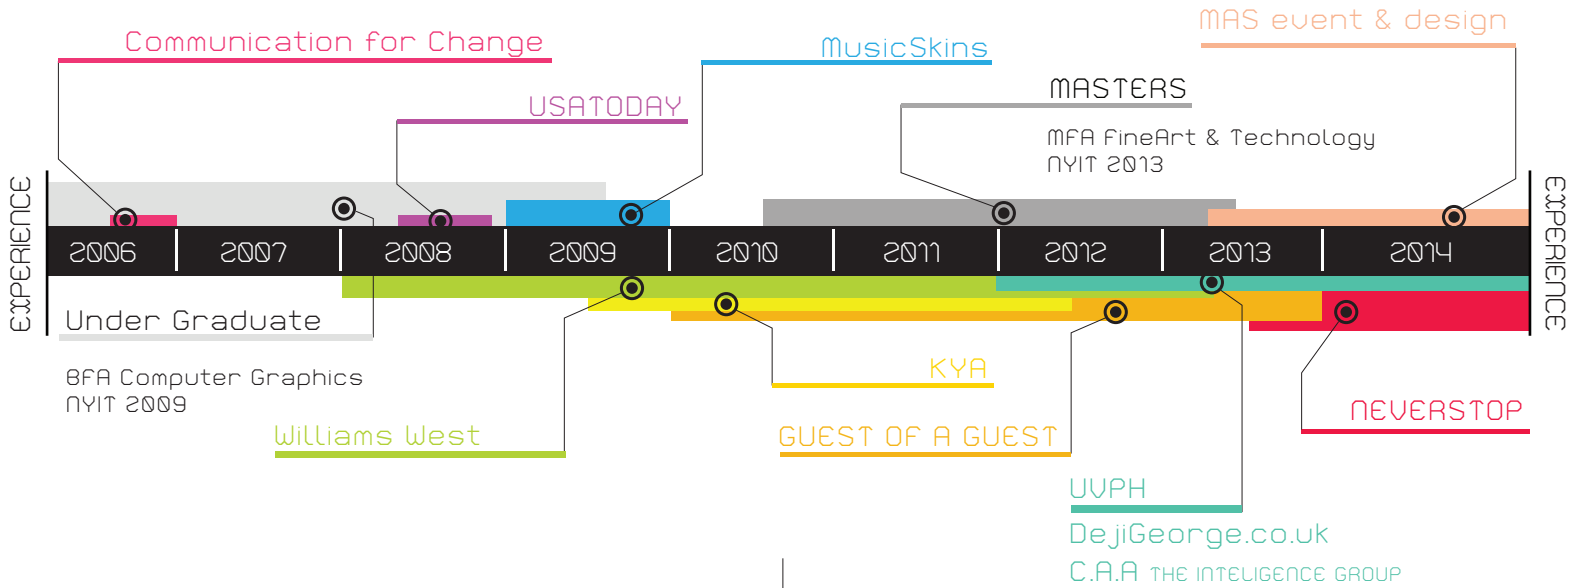 MAS event & design
Communication for Change
MusicSkins
USATODAY
MASTERS
MFA FineArt & Technology
NYIT 2013
EXPERIENCE
2006 2007 2008 2009 2010 2011 2012 2013 2014
EXPERIENCE
Under Graduate
BFA Computer Graphics
NYIT 2009
KYA
NEVERSTOP
Williams West
GUEST OF A GUEST
UVPH
DejiGeorge.co.uk
C.A.A THE INTELIGENCE GROUP